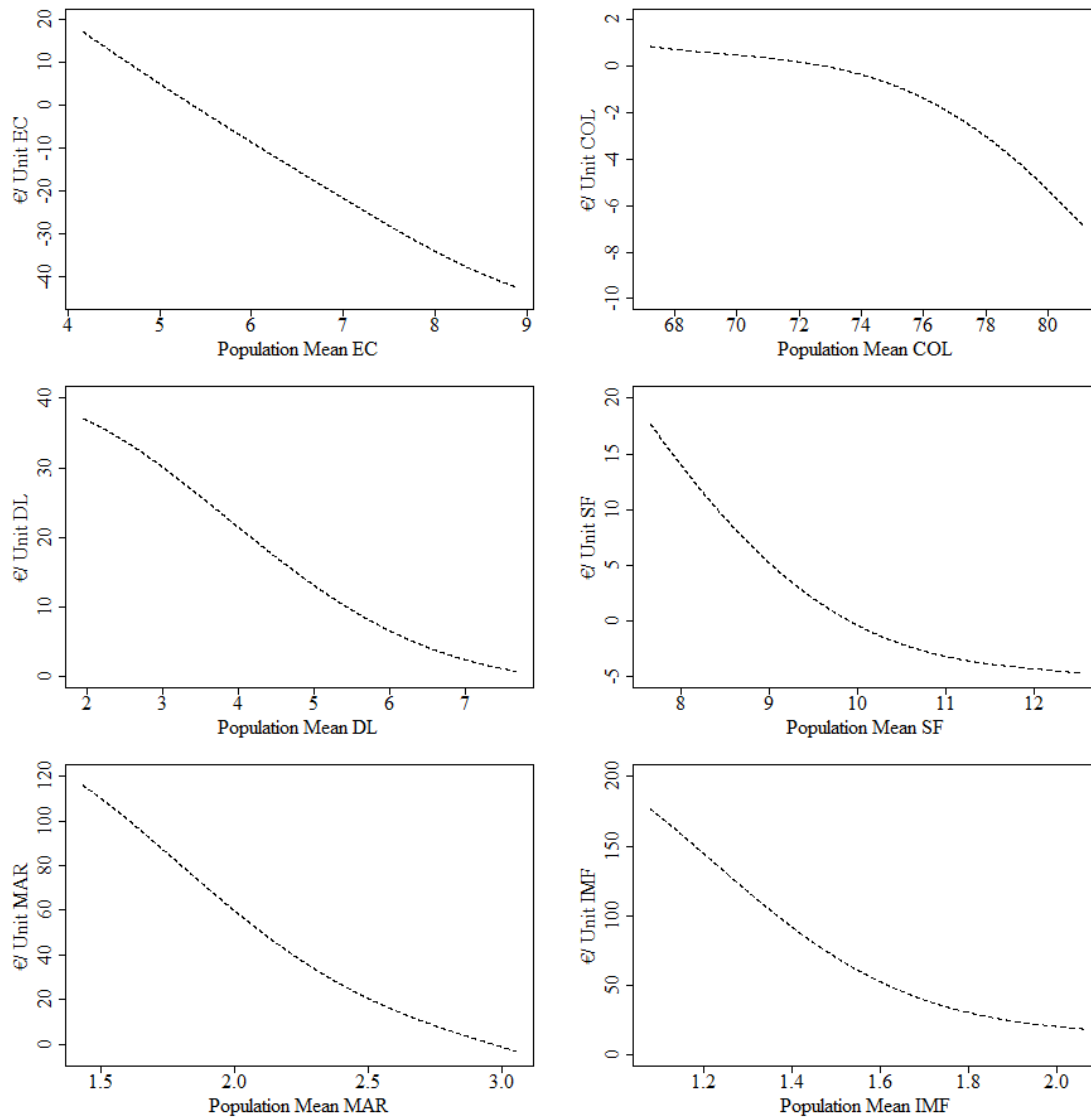 20
10
0
-10
-20
-30
-40
€/ Unit EC
4 5 6 7 8 9
Population Mean EC
2
0
-2
-4
-6
-8
-10
€/ Unit COL
68 70 72 74 76 78 80
Population Mean COL
40
30
20
10
0
€/ Unit DL
2 3 4 5 6 7
Population Mean DL
20
15
10
5
0
-5
€/ Unit SF
8 9 10 11 12
Population Mean SF
120
100
80
60
40
20
0
€/ Unit MAR
1.5 2.0 2.5 3.0
Population Mean MAR
200
150
100
50
0
€/ Unit IMF
1.2 1.4 1.6 1.8 2.0
Population Mean IMF